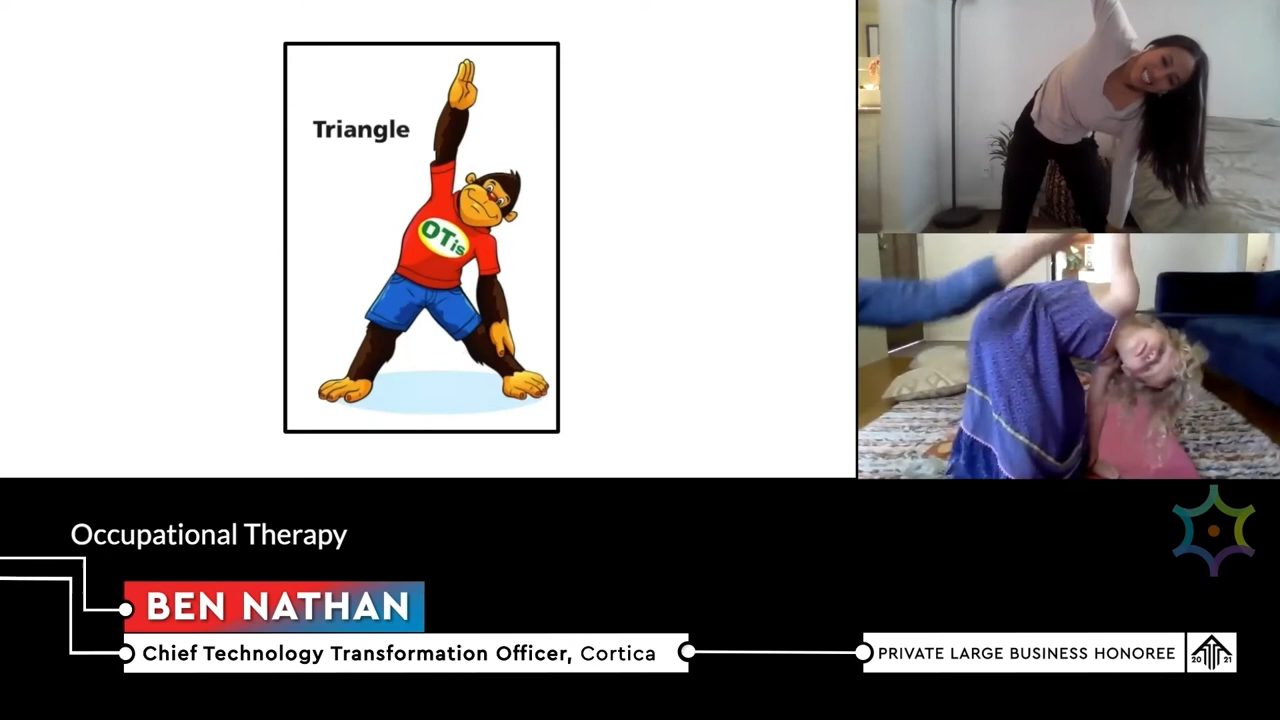 Triangle
OTis
Occupational Therapy
BEN NATHAN
Chief Technology Transformation Officer, Cortica
PRIVATE LARGE BUSINESS HONOREE
20 21